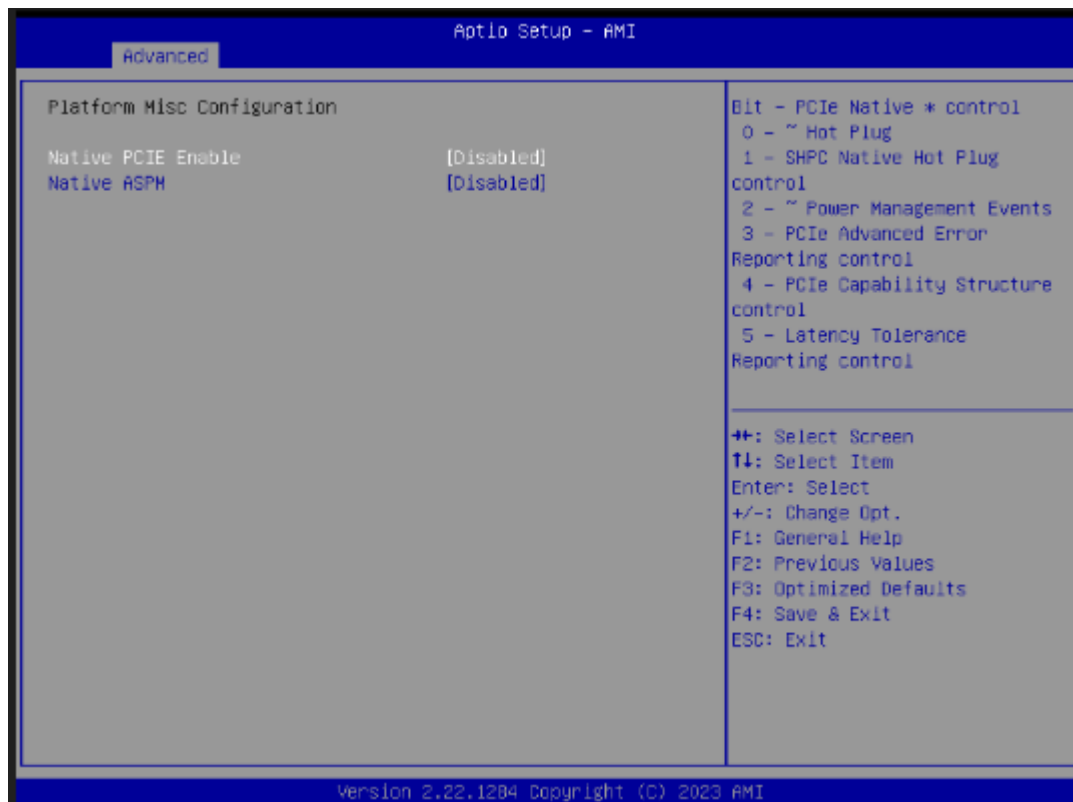 Aptio Setup - AMI
Advanced
Platform Misc Configuration
Native PCIE Enable [Disabled]
Native ASPM [Disabled]
Bit - PCIe Native * control
0 - ~ Hot Plug
1 - SHPC Native Hot Plug
control
2 - ~ Power Management Events
3 - PCIe Advanced Error
Reporting control
4 - PCIe Capability Structure
control
5 - Latency Tolerance
Reporting control
→←: Select Screen
↑↓: Select Item
Enter: Select
+/-: Change Opt.
F1: General Help
F2: Previous Values
F3: Optimized Defaults
F4: Save & Exit
ESC: Exit
Version 2.22.1284 Copyright (C) 2023 AMI